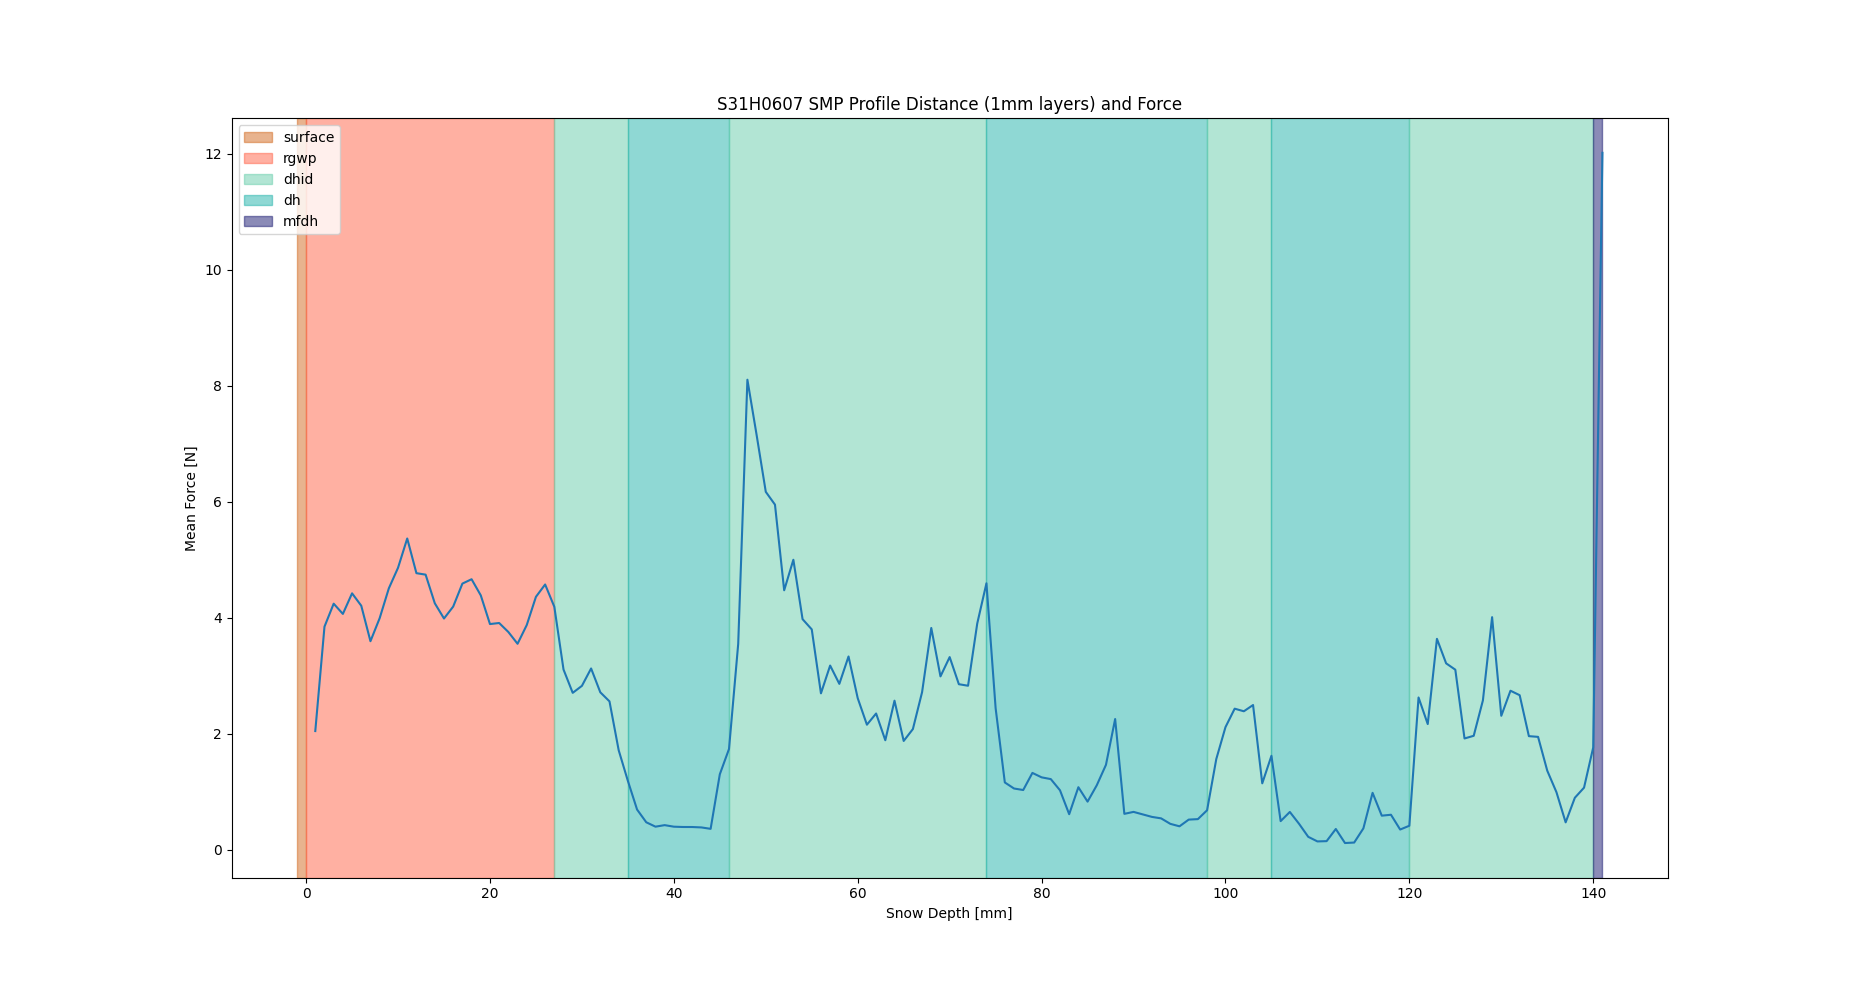 S31H0607 SMP Profile Distance (1mm layers) and Force
surface
rgwp
dhid
dh
mfdh
12
10
8
6
4
2
0
Mean Force [N]
0 20 40 60 80 100 120 140
Snow Depth [mm]